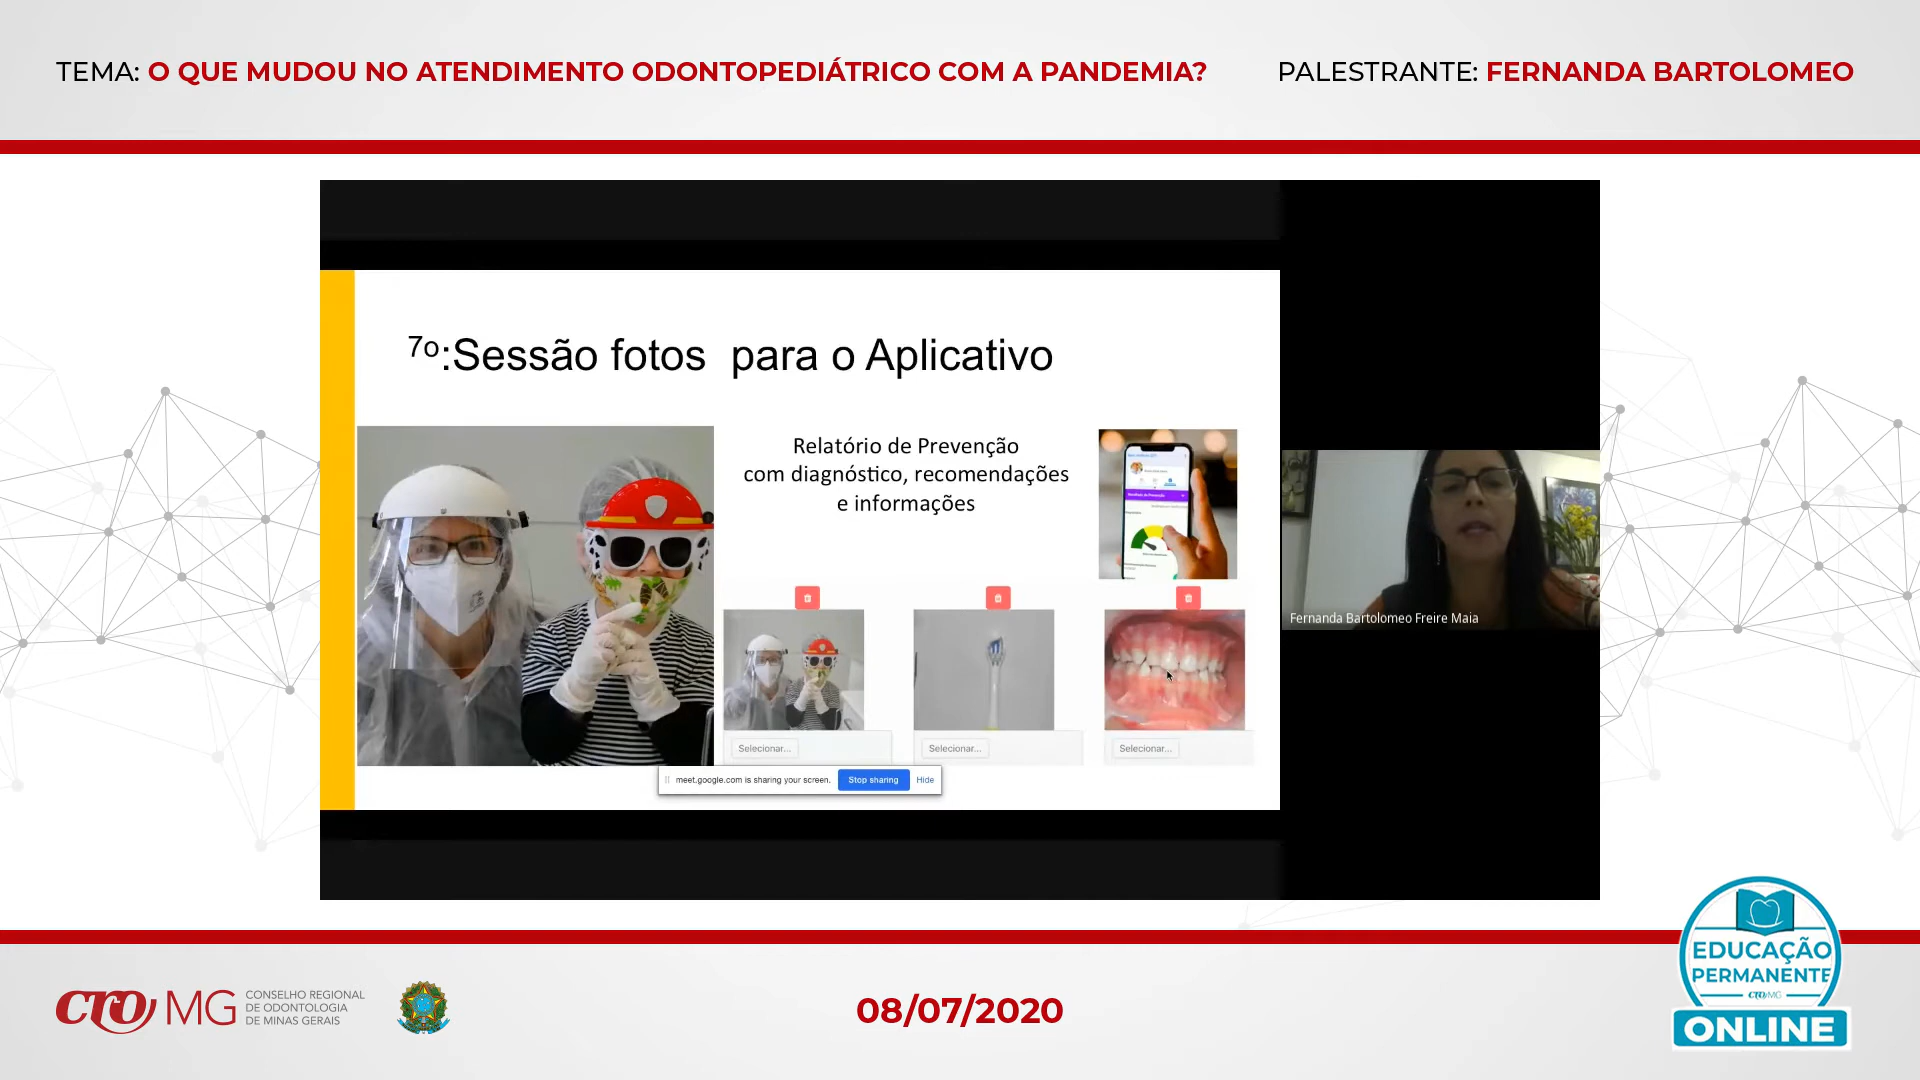 TEMA: O QUE MUDOU NO ATENDIMENTO ODONTOPEDIÁTRICO COM A PANDEMIA?
PALESTRANTE: FERNANDA BARTOLOMEO
7o:Sessão fotos para o Aplicativo
Relatório de Prevenção
com diagnóstico, recomendações
e informações
Selecionar...
Selecionar...
Selecionar...
meet.google.com is sharing your screen.
Stop sharing
Hide
Fernanda Bartolomeo Freire Maia
CRO MG
CONSELHO REGIONAL
DE ODONTOLOGIA
DE MINAS GERAIS
08/07/2020
EDUCAÇÃO
PERMANENTE
CROMG
ONLINE